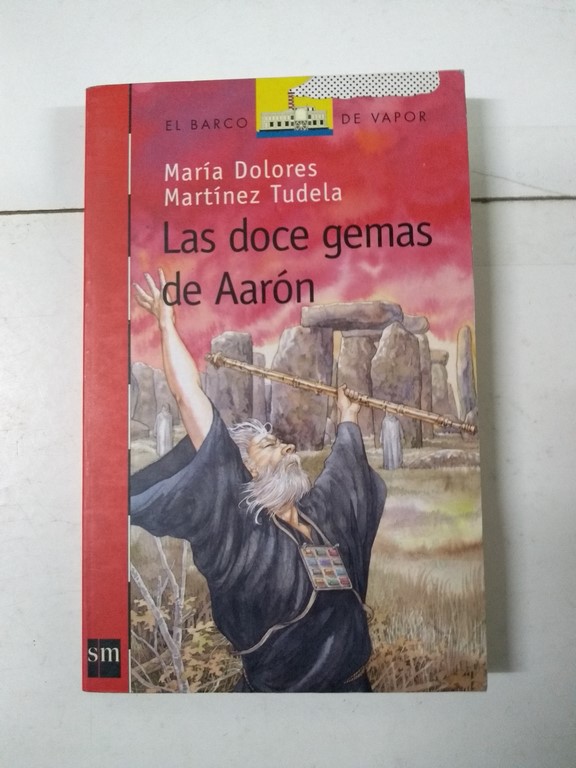 EL BARCO DE VAPOR
María Dolores
Martínez Tudela
Las doce gemas
de Aarón
sm